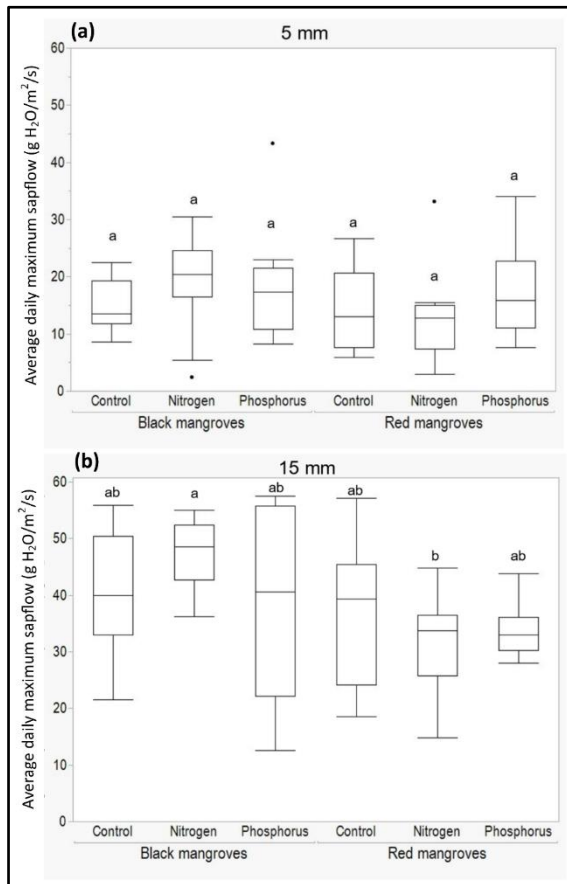 (a)
5 mm
Average daily maximum sapflow (g H₂O/m²/s)
60
50
40
30
20
10
0
a
a
a
a
a
a
Control Nitrogen Phosphorus Control Nitrogen Phosphorus
Black mangroves Red mangroves
(b)
15 mm
Average daily maximum sapflow (g H₂O/m²/s)
60
50
40
30
20
10
0
ab
a
ab
ab
b
ab
Control Nitrogen Phosphorus Control Nitrogen Phosphorus
Black mangroves Red mangroves